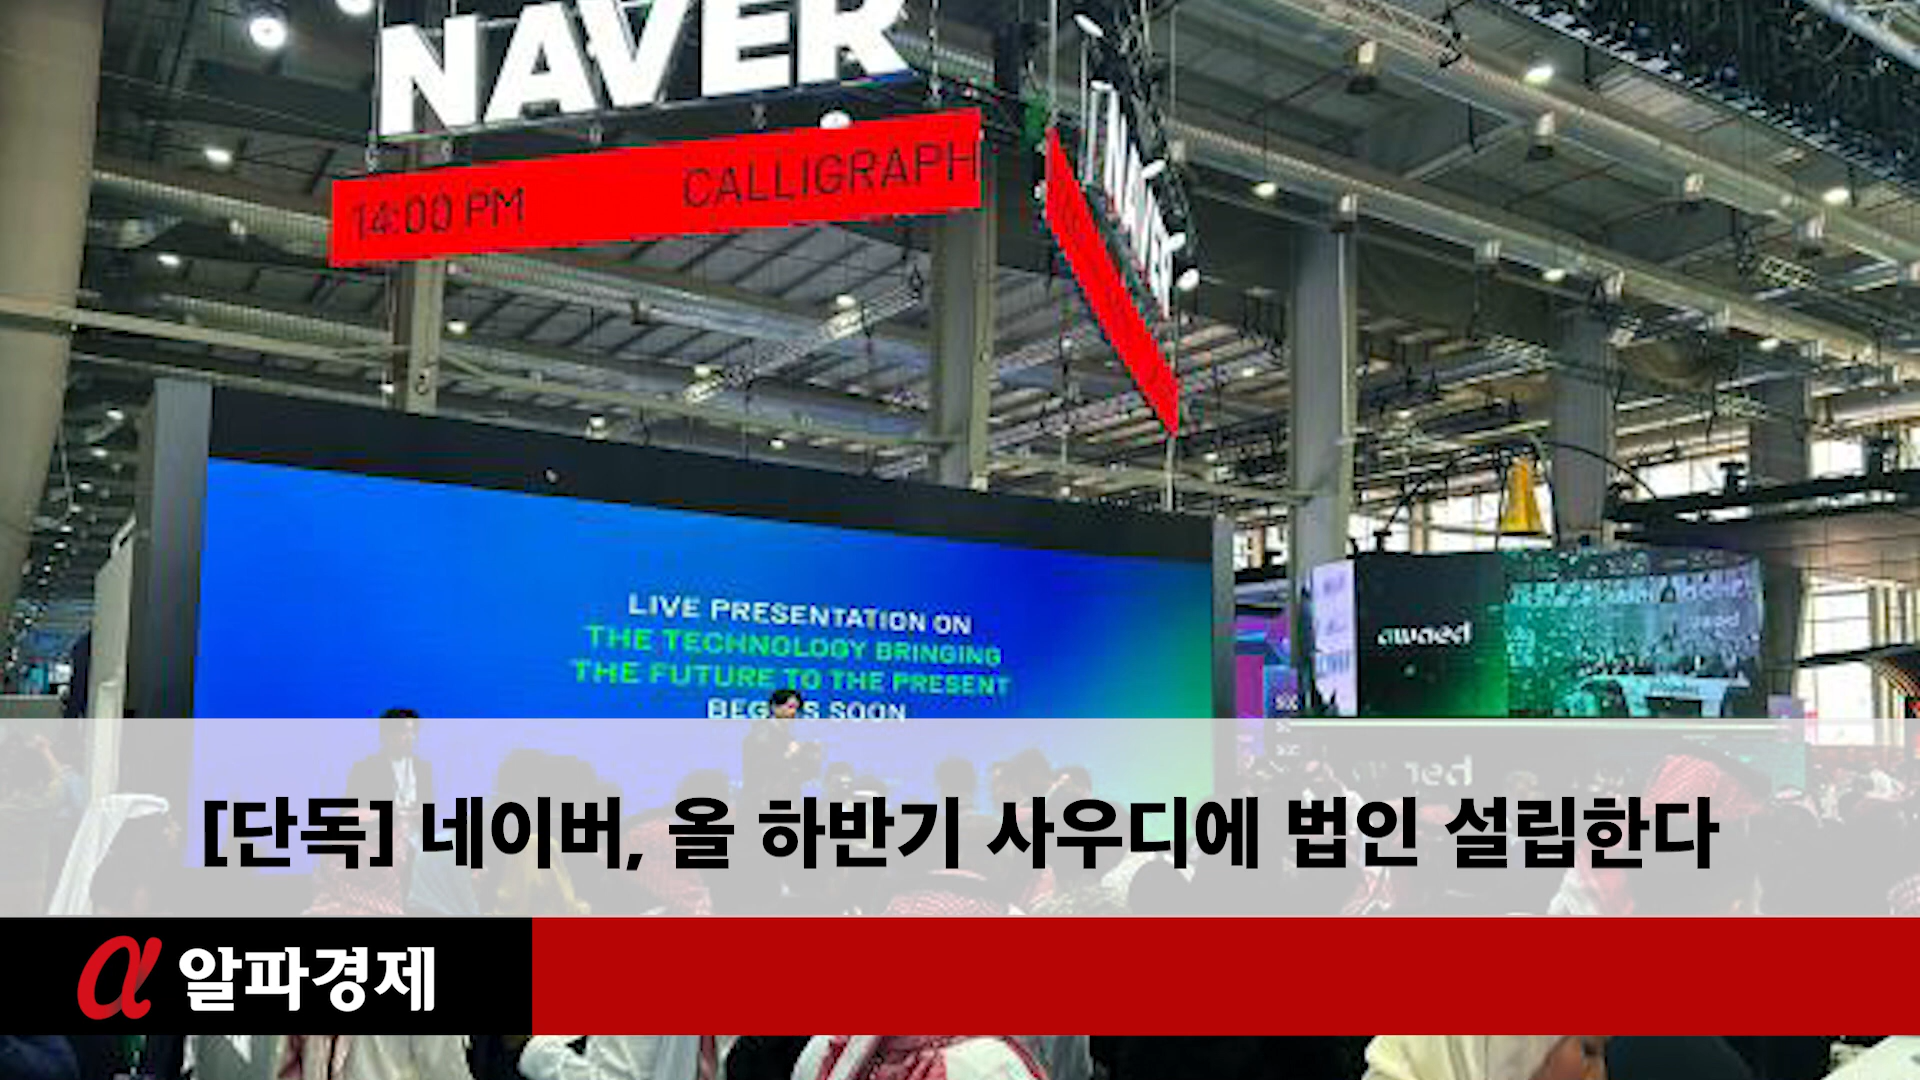 NAVER
14:00 PM CALLIGRAPH
NAVER
LIVE PRESENTATION ON
THE TECHNOLOGY BRINGING
THE FUTURE TO THE PRESENT
SOON
awaed
[단독] 네이버, 올 하반기 사우디에 법인 설립한다
α 알파경제